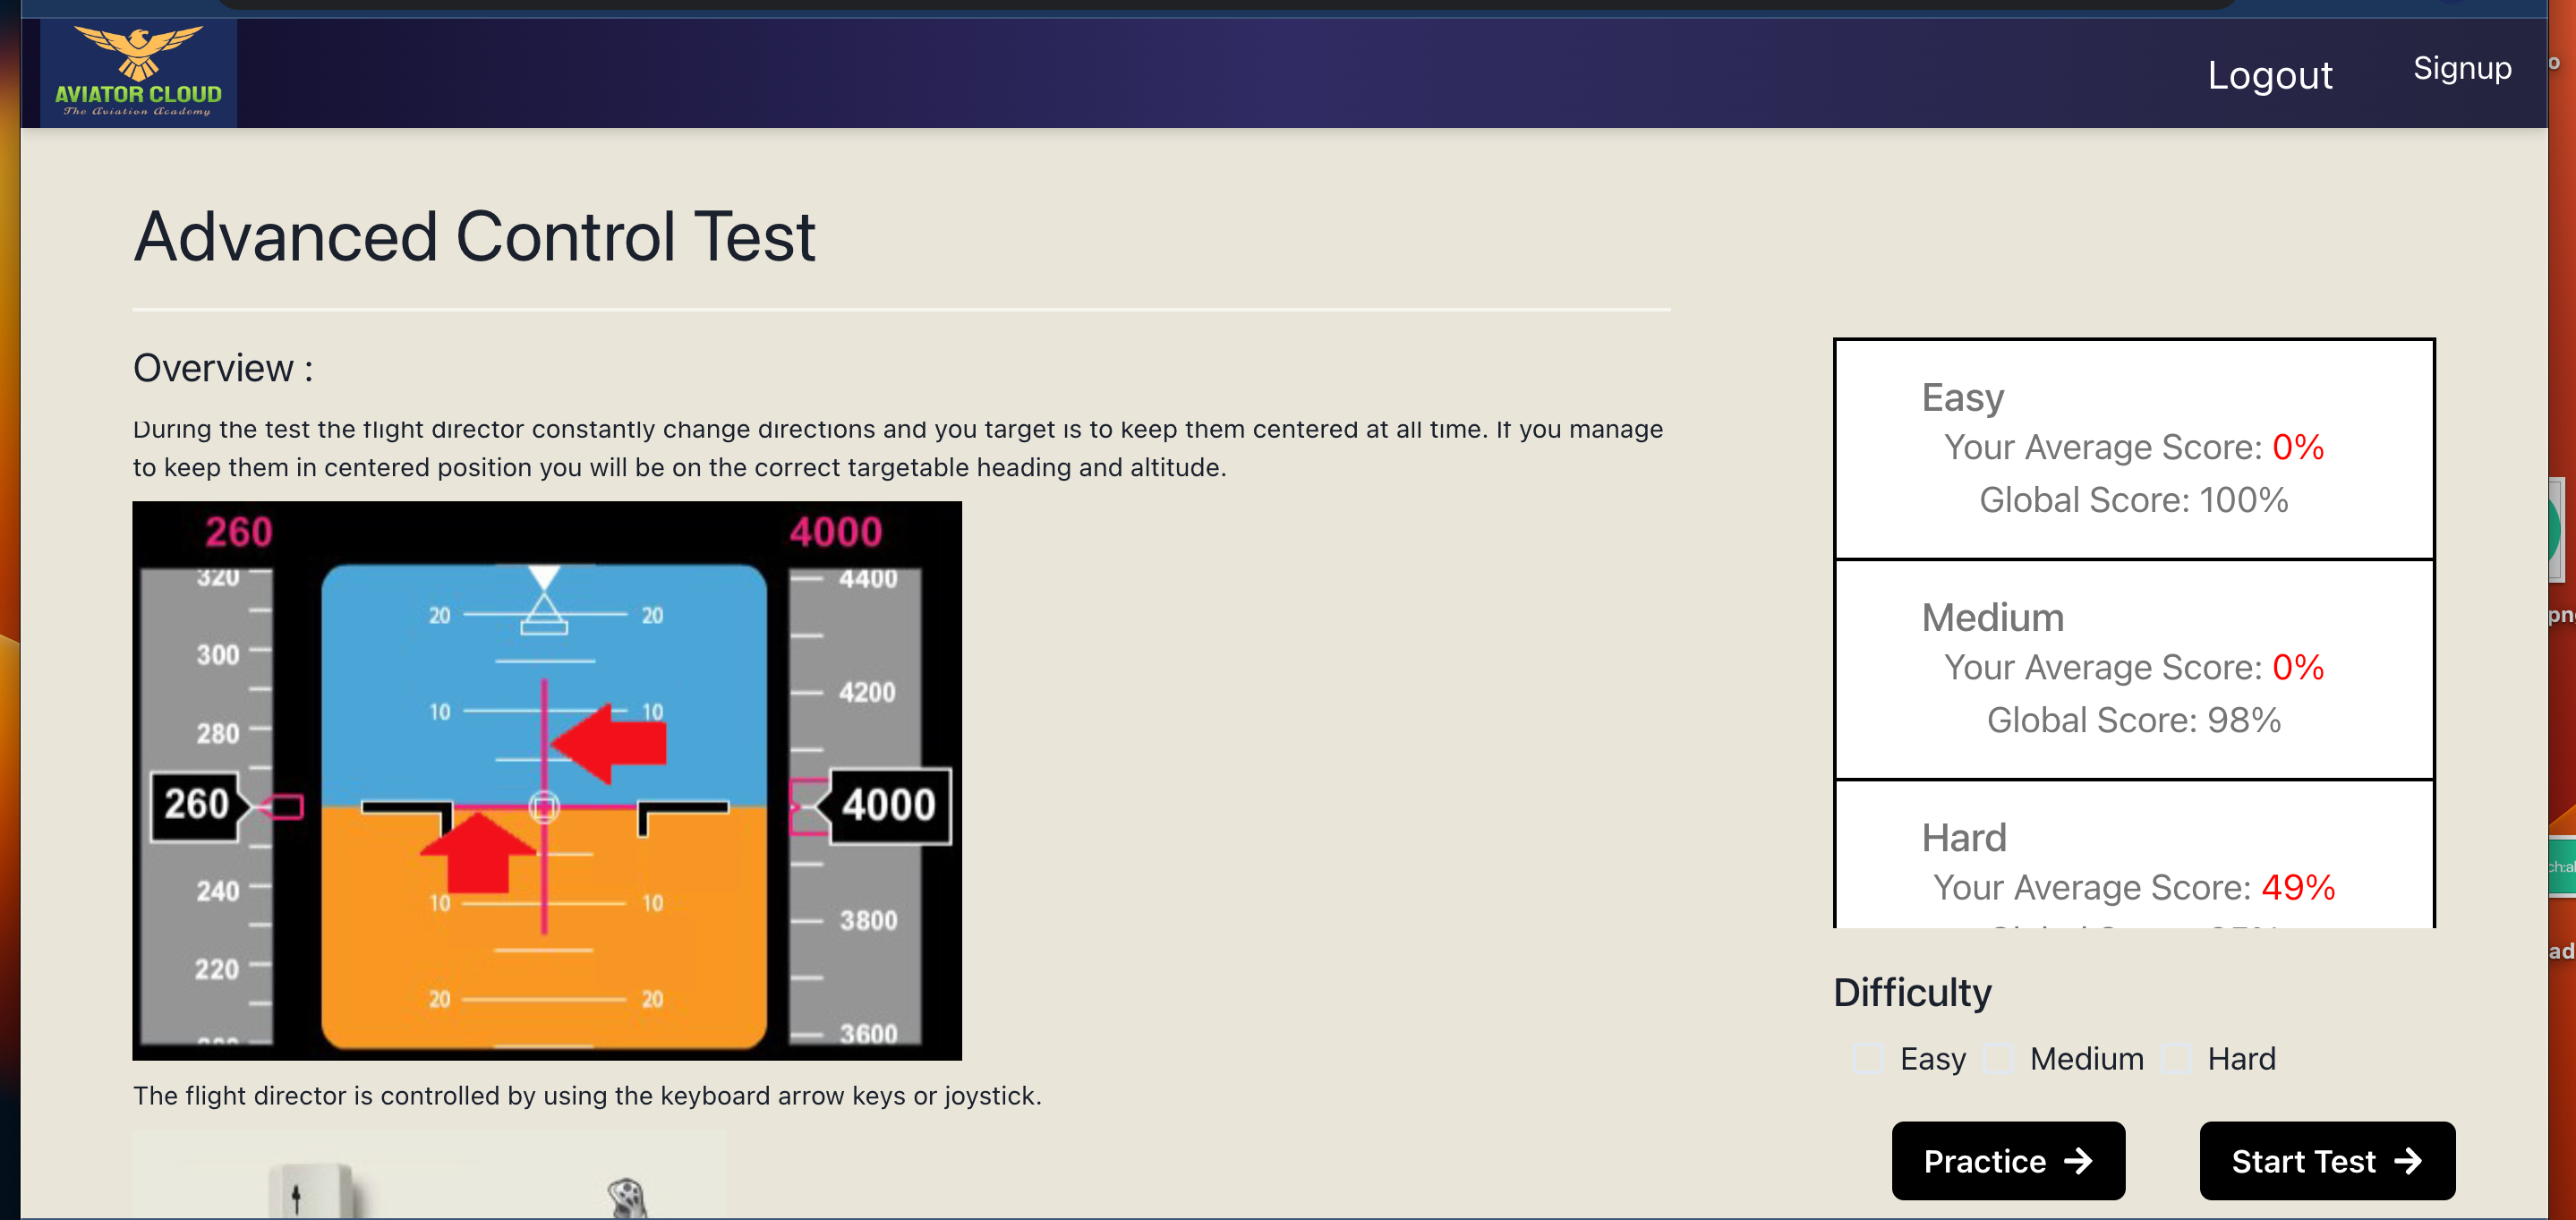 AVIATOR CLOUD
The Aviation Academy
Logout
Signup
Advanced Control Test
Overview :
During the test the flight director constantly change directions and you target is to keep them centered at all time. If you manage
to keep them in centered position you will be on the correct targetable heading and altitude.
260
4000
320
4400
20
20
300
4200
10
10
280
260
4000
240
10
10
3800
220
20
20
3600
The flight director is controlled by using the keyboard arrow keys or joystick.
Easy
Your Average Score: 0%
Global Score: 100%
Medium
Your Average Score: 0%
Global Score: 98%
Hard
Your Average Score: 49%
Difficulty
Easy
Medium
Hard
Practice
Start Test